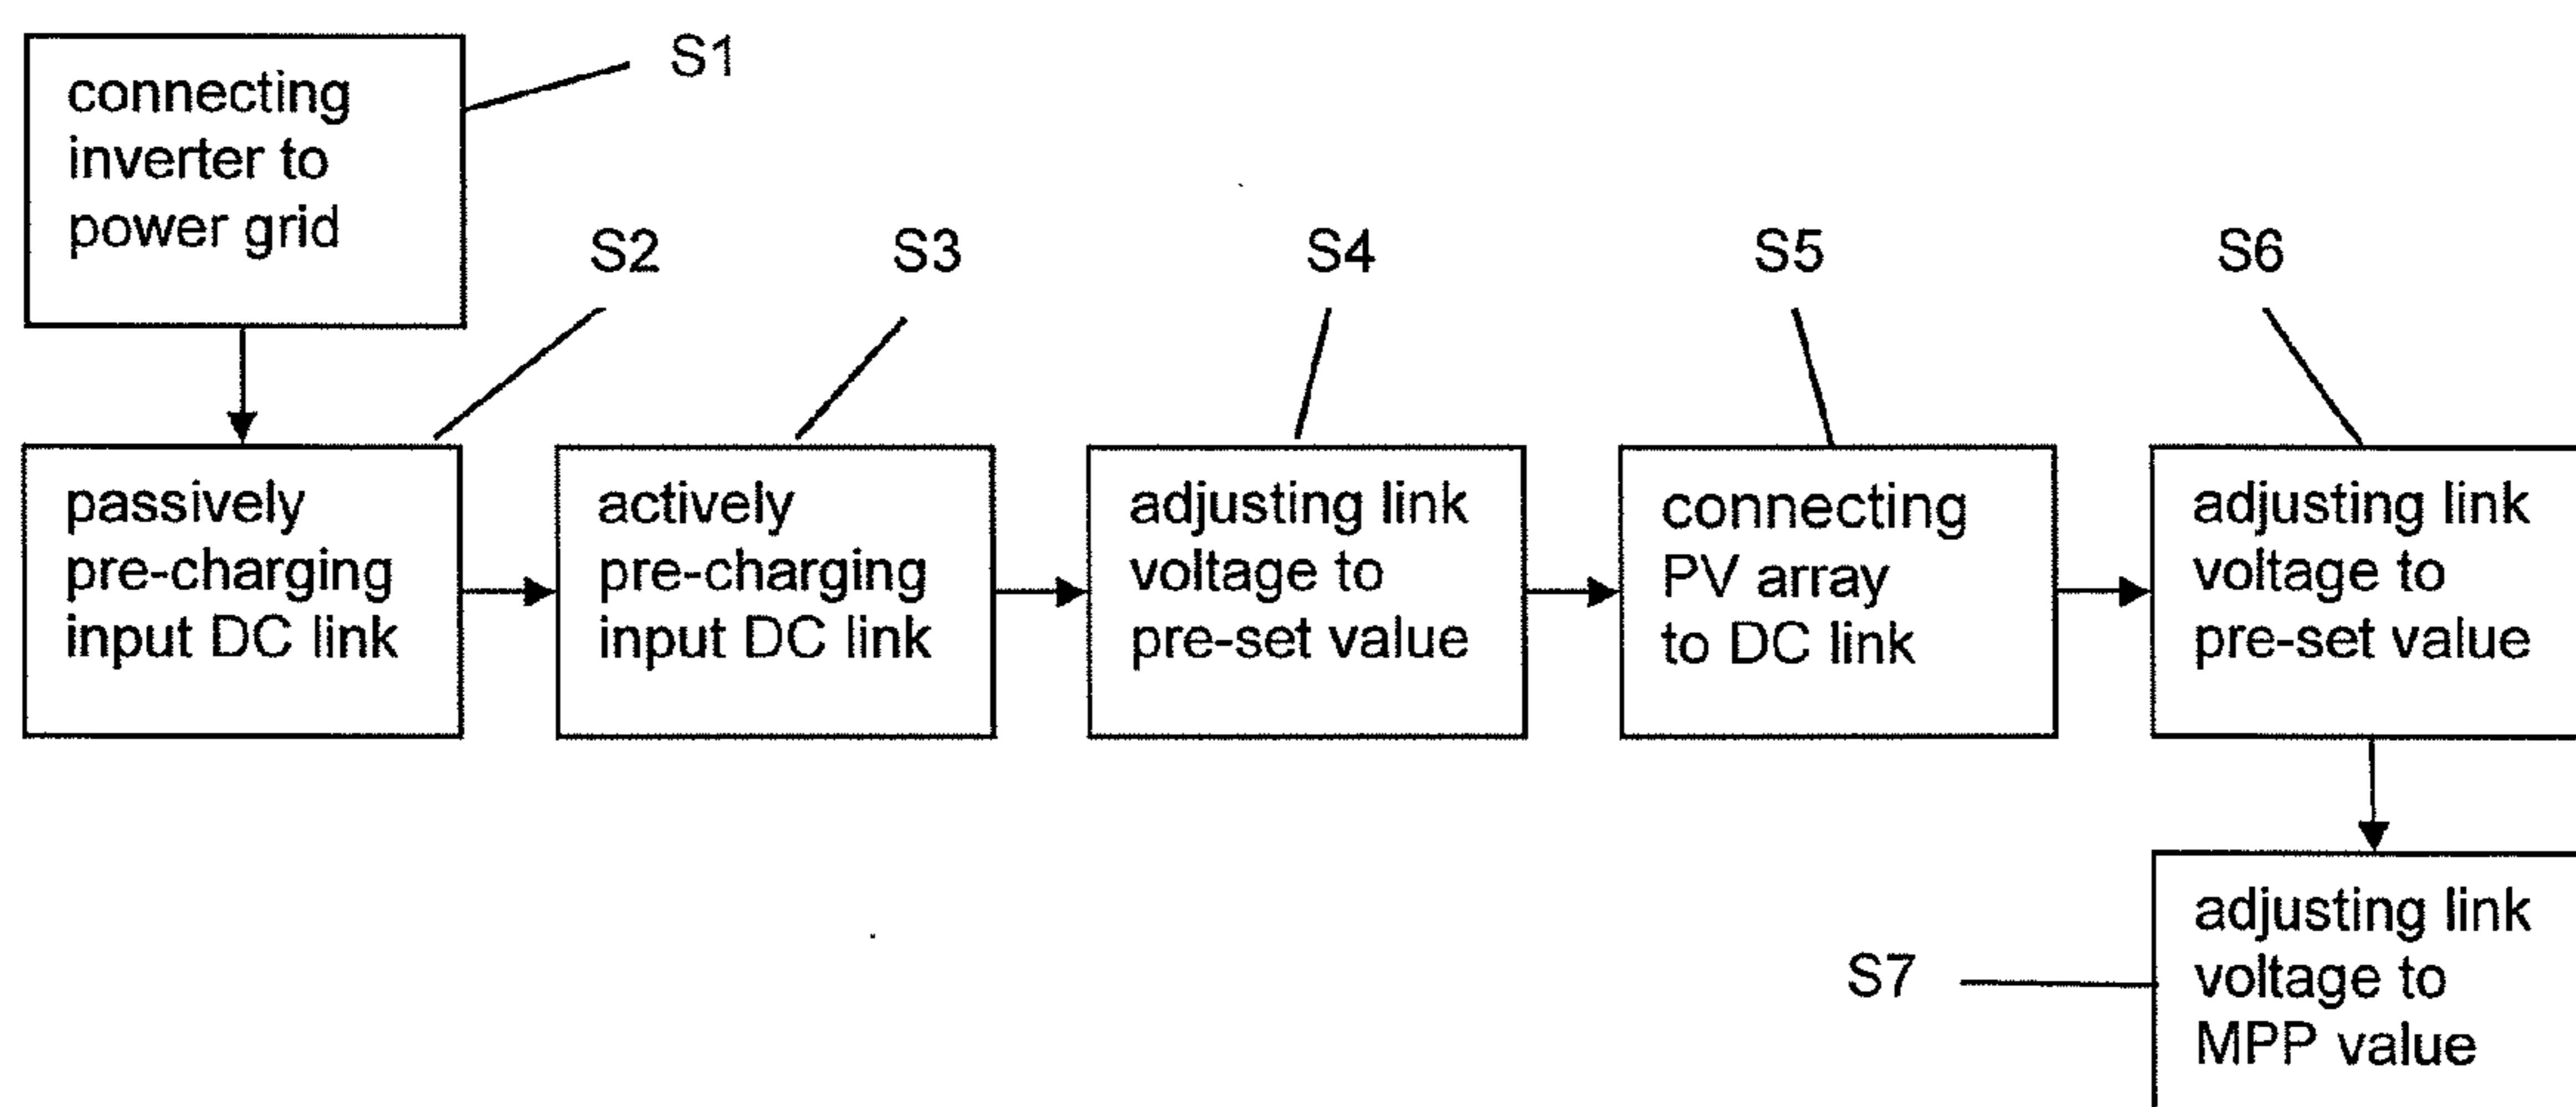 connecting
inverter to
power grid
S1
S2
S3
S4
S5
S6
passively
pre-charging
input DC link
actively
pre-charging
input DC link
adjusting link
voltage to
pre-set value
connecting
PV array
to DC link
adjusting link
voltage to
pre-set value
S7
adjusting link
voltage to
MPP value